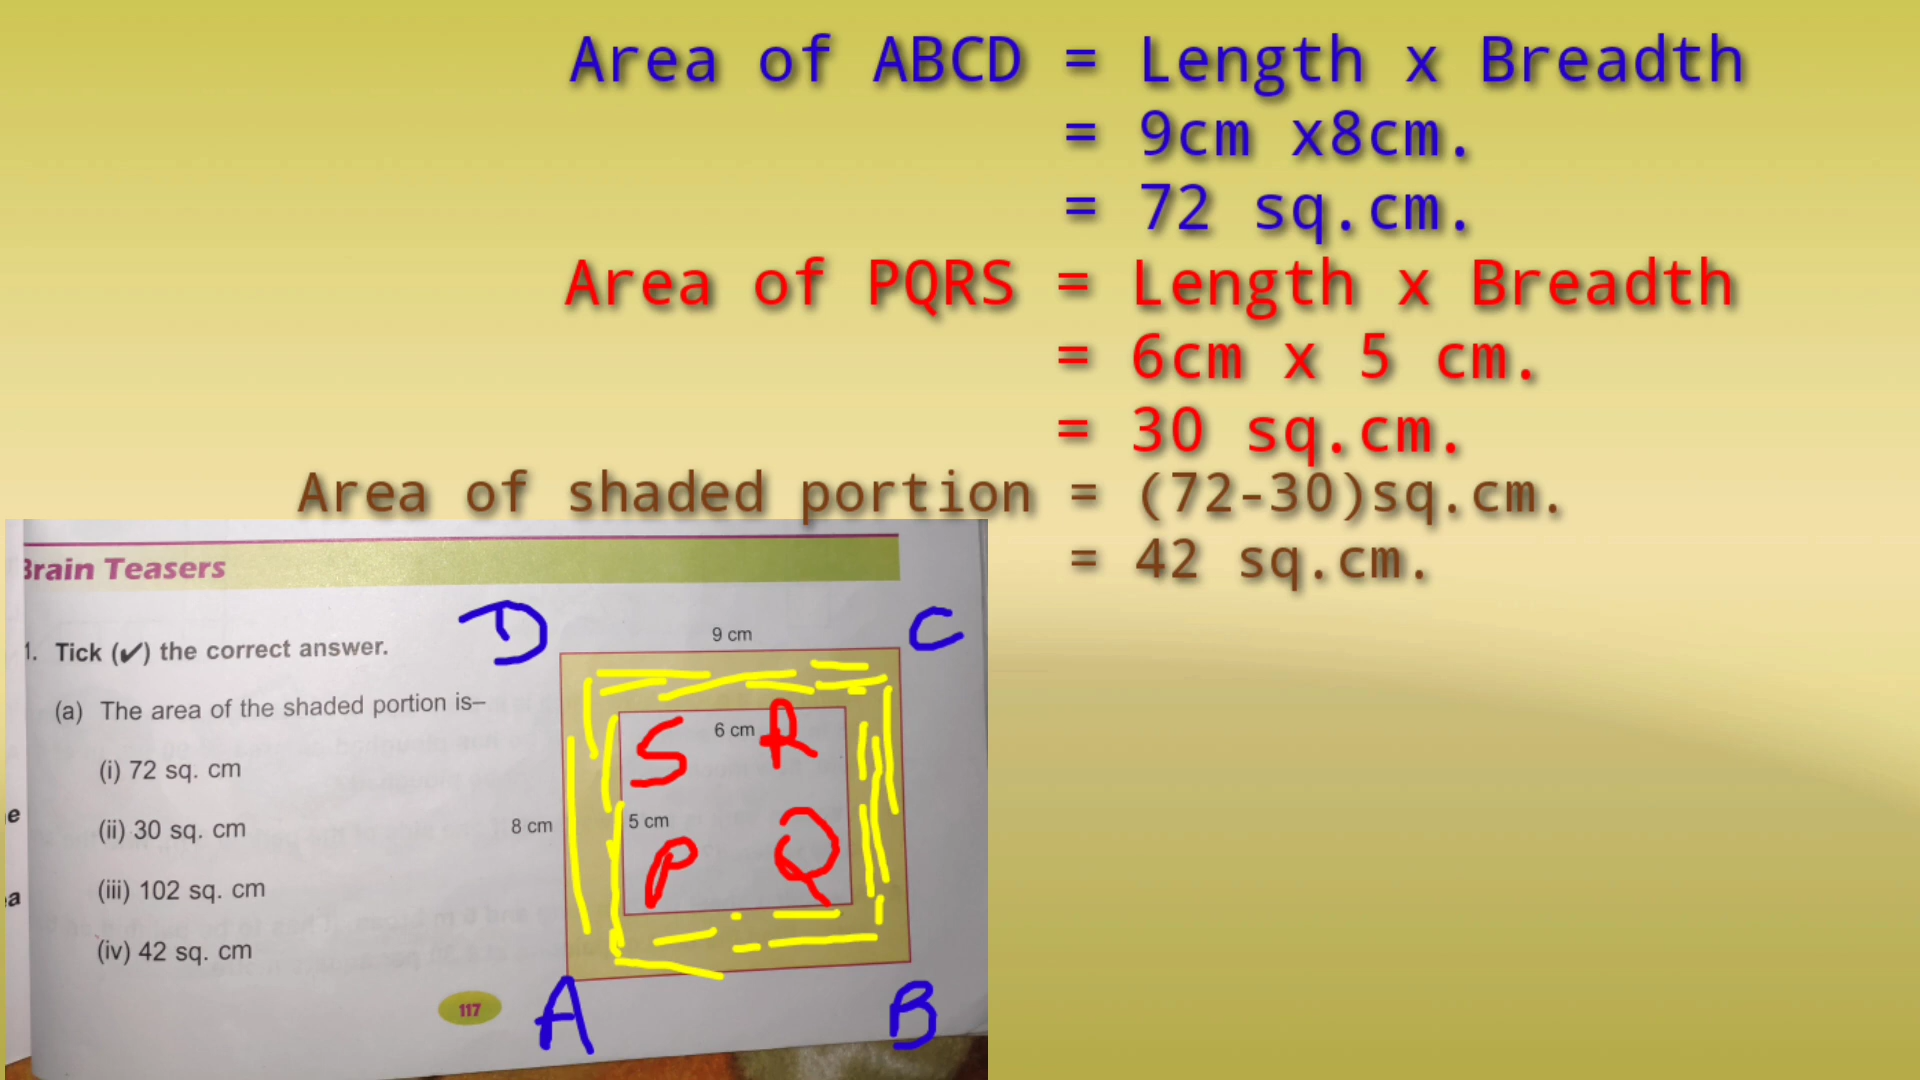 Area of ABCD = Length x Breadth
= 9cm x8cm.
= 72 sq.cm.
Area of PQRS = Length x Breadth
= 6cm x 5 cm.
= 30 sq.cm.
Area of shaded portion = (72-30)sq.cm.
= 42 sq.cm.
Brain Teasers
1. Tick (✓) the correct answer.
(a) The area of the shaded portion is–
(i) 72 sq. cm
(ii) 30 sq. cm
(iii) 102 sq. cm
(iv) 42 sq. cm
117
D
C
9 cm
S
6 cm
R
8 cm
5 cm
P
Q
A
B